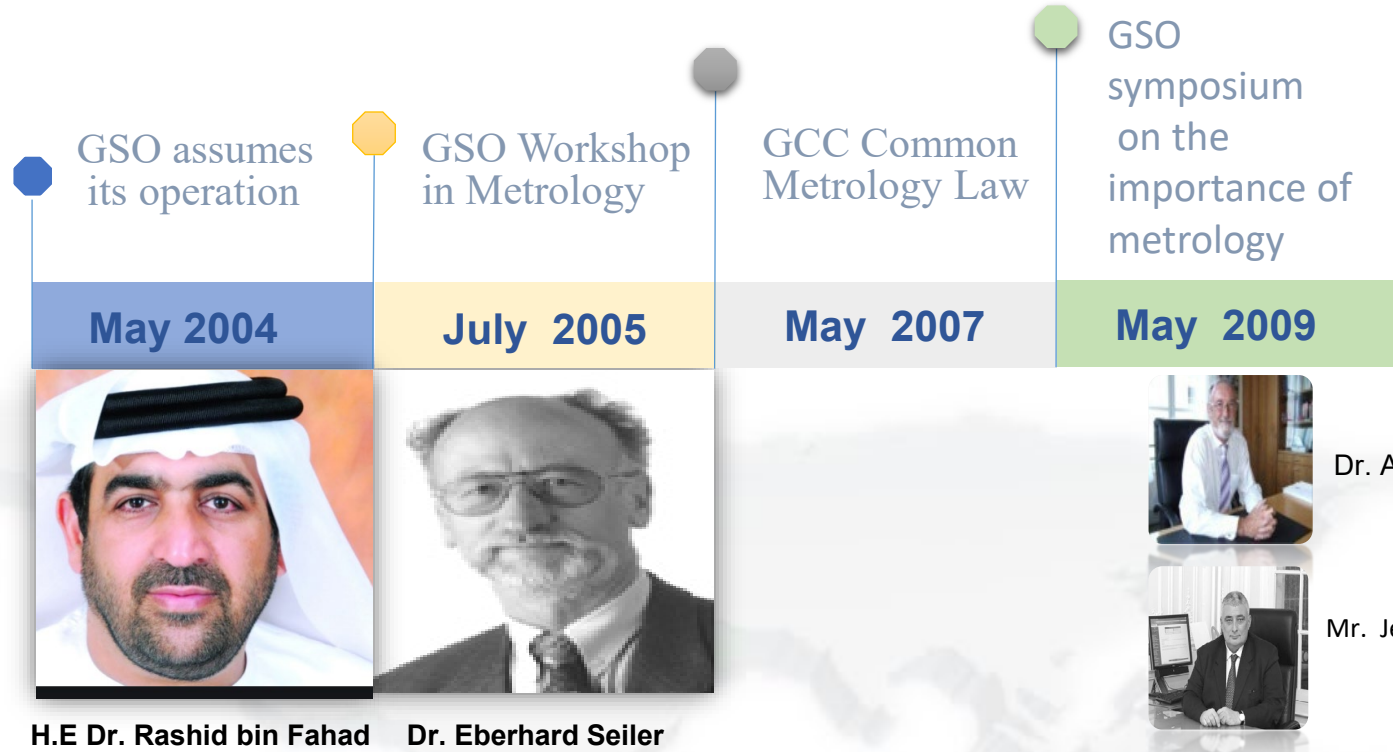 GSO assumes
its operation
GSO Workshop
in Metrology
GCC Common
Metrology Law
GSO
symposium
on the
importance of
metrology
May 2004
July 2005
May 2007
May 2009
Dr. A
Mr. Je
H.E Dr. Rashid bin Fahad
Dr. Eberhard Seiler